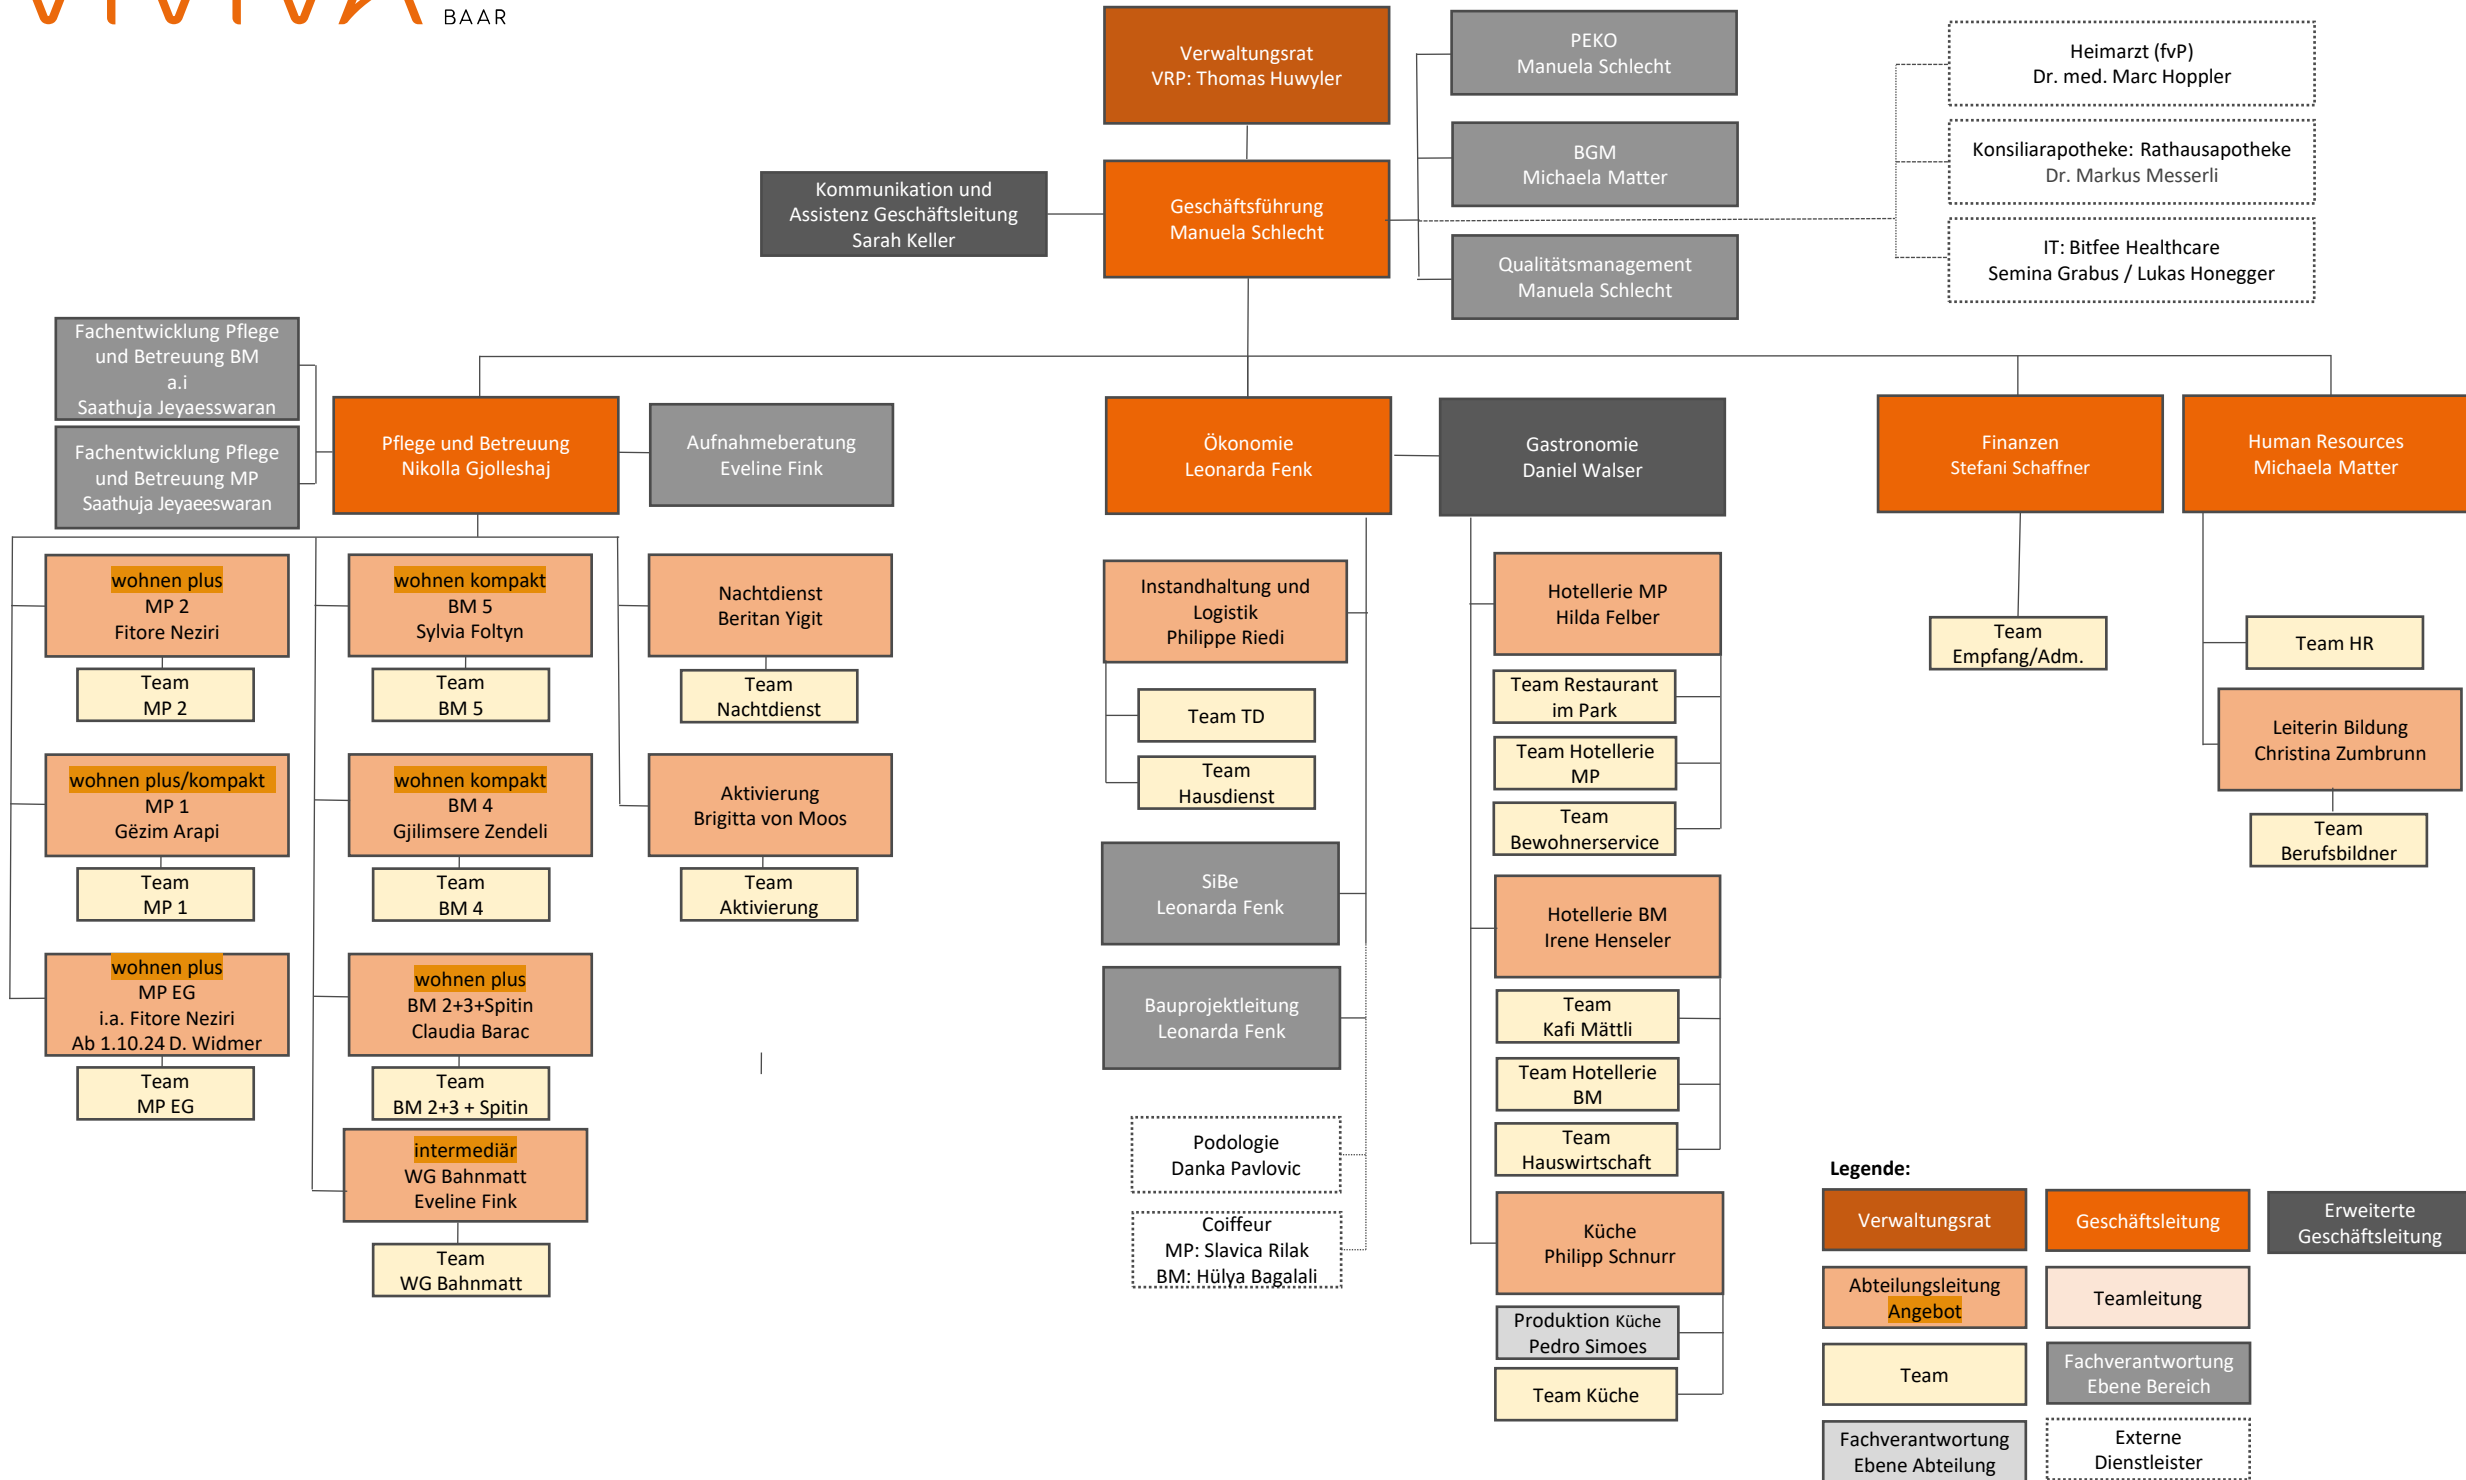 VIVIVA
BAAR
Verwaltungsrat
VRP: Thomas Huwyler
PEKO
Manuela Schlecht
Heimarzt (fvP)
Dr. med. Marc Hoppler
BGM
Michaela Matter
Konsiliarapotheke: Rathausapotheke
Dr. Markus Messerli
Kommunikation und
Assistenz Geschäftsleitung
Sarah Keller
Geschäftsführung
Manuela Schlecht
Qualitätsmanagement
Manuela Schlecht
IT: Bitfee Healthcare
Semina Grabus / Lukas Honegger
Fachentwicklung Pflege
und Betreuung BM
a.i
Saathuja Jeyaesswaran
Fachentwicklung Pflege
und Betreuung MP
Saathuja Jeyaeeswaran
Pflege und Betreuung
Nikolla Gjolleshaj
Aufnahmeberatung
Eveline Fink
Ökonomie
Leonarda Fenk
Gastronomie
Daniel Walser
Finanzen
Stefani Schaffner
Human Resources
Michaela Matter
wohnen plus
MP 2
Fitore Neziri
Team
MP 2
wohnen plus/kompakt
MP 1
Gëzim Arapi
Team
MP 1
wohnen plus
MP EG
i.a. Fitore Neziri
Ab 1.10.24 D. Widmer
Team
MP EG
wohnen kompakt
BM 5
Sylvia Foltyn
Team
BM 5
wohnen kompakt
BM 4
Gjilimsere Zendeli
Team
BM 4
wohnen plus
BM 2+3+Spitin
Claudia Barac
Team
BM 2+3 + Spitin
intermediär
WG Bahnmatt
Eveline Fink
Team
WG Bahnmatt
Nachtdienst
Beritan Yigit
Team
Nachtdienst
Aktivierung
Brigitta von Moos
Team
Aktivierung
Instandhaltung und
Logistik
Philippe Riedi
Team TD
Team
Hausdienst
SiBe
Leonarda Fenk
Bauprojektleitung
Leonarda Fenk
Podologie
Danka Pavlovic
Coiffeur
MP: Slavica Rilak
BM: Hülya Bagalali
Hotellerie MP
Hilda Felber
Team Restaurant
im Park
Team Hotellerie
MP
Team
Bewohnerservice
Hotellerie BM
Irene Henseler
Team
Kafi Mättli
Team Hotellerie
BM
Team
Hauswirtschaft
Küche
Philipp Schnurr
Produktion Küche
Pedro Simoes
Team Küche
Team
Empfang/Adm.
Team HR
Leiterin Bildung
Christina Zumbrunn
Team
Berufsbildner
Legende:
Verwaltungsrat
Geschäftsleitung
Erweiterte
Geschäftsleitung
Abteilungsleitung
Angebot
Teamleitung
Team
Fachverantwortung
Ebene Bereich
Fachverantwortung
Ebene Abteilung
Externe
Dienstleister